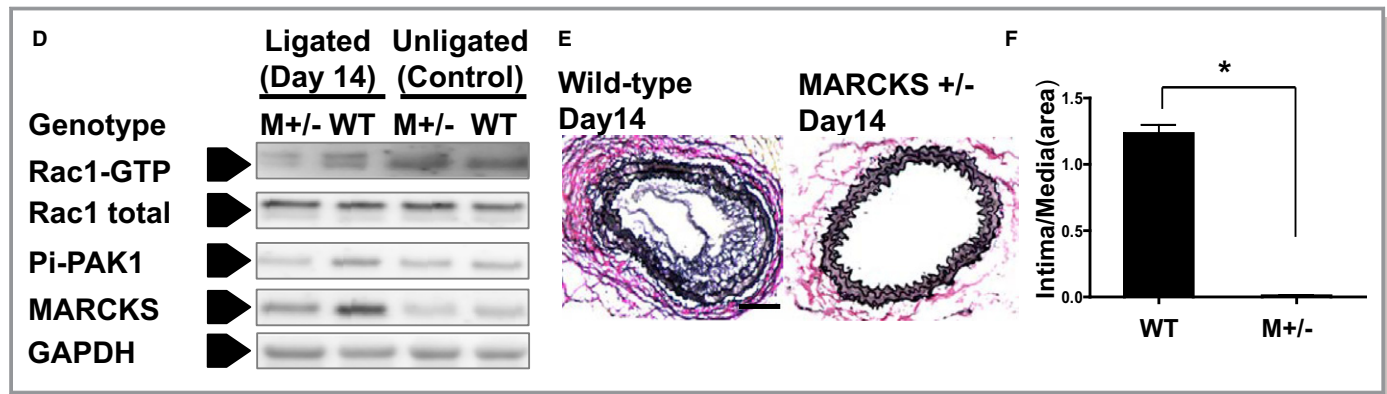 D
Ligated Unligated
(Day 14) (Control)
Genotype M+/- WT M+/- WT
Rac1-GTP
Rac1 total
Pi-PAK1
MARCKS
GAPDH
E
Wild-type
Day14
MARCKS +/-
Day14
F
*
Intima/Media(area)
1.5
1.0
0.5
0.0
WT M+/-